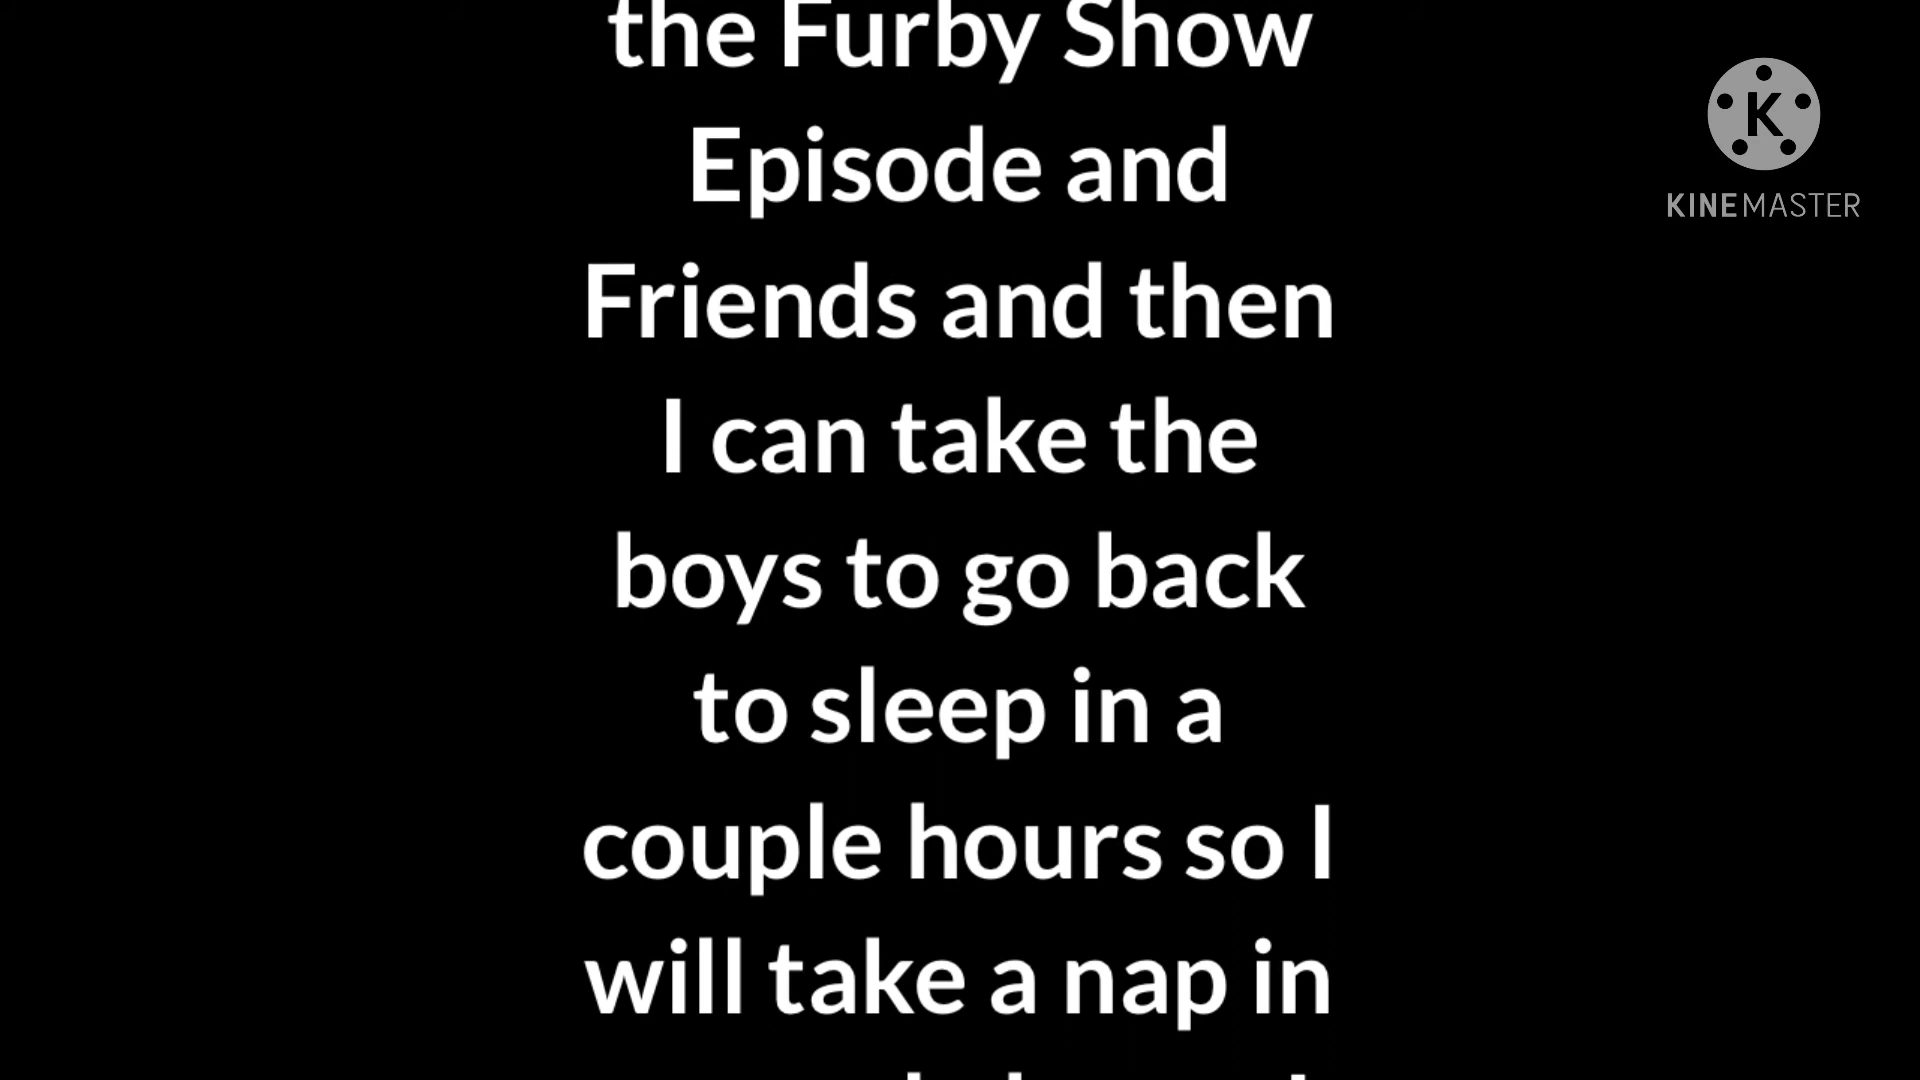 the Furby Show
Episode and
Friends and then
I can take the
boys to go back
to sleep in a
couple hours so I
will take a nap in
K
KINEMASTER